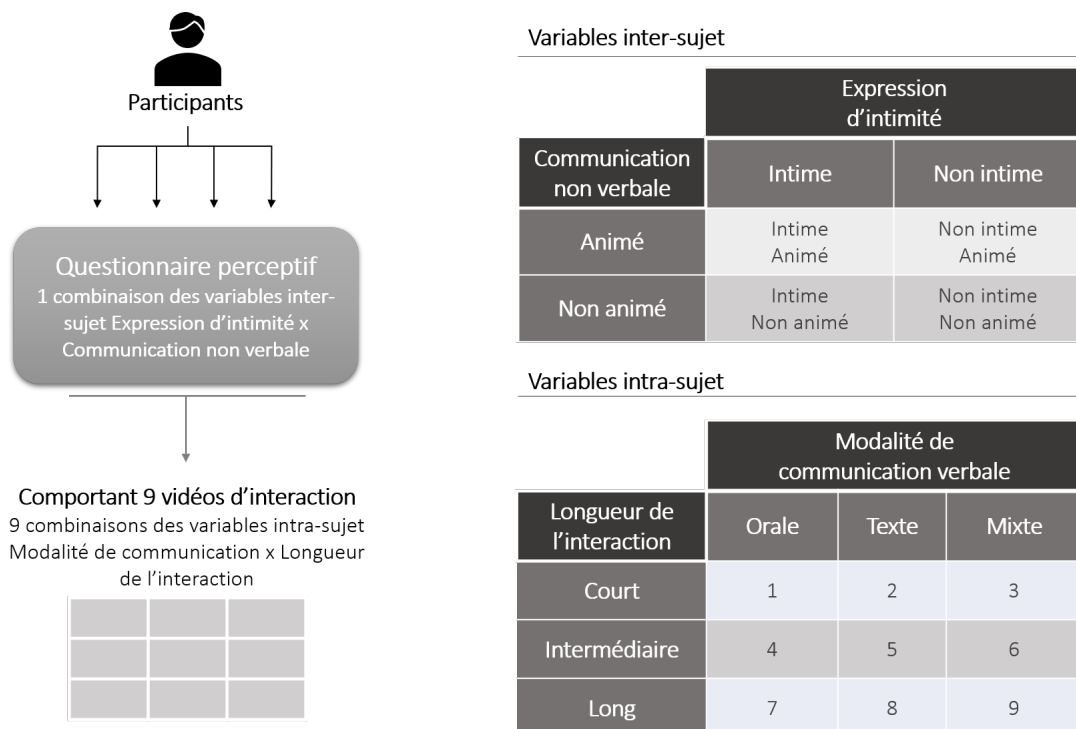 Participants
Questionnaire perceptif
1 combinaison des variables inter-
sujet Expression d'intimité x
Communication non verbale
Comportant 9 vidéos d'interaction
9 combinaisons des variables intra-sujet
Modalité de communication x Longueur
de l'interaction
Variables inter-sujet
Expression
d'intimité
Communication
non verbale
Intime
Non intime
Animé
Intime
Animé
Non intime
Animé
Non animé
Intime
Non animé
Non intime
Non animé
Variables intra-sujet
Modalité de
communication verbale
Longueur de
l'interaction
Orale
Texte
Mixte
Court
1
2
3
Intermédiaire
4
5
6
Long
7
8
9